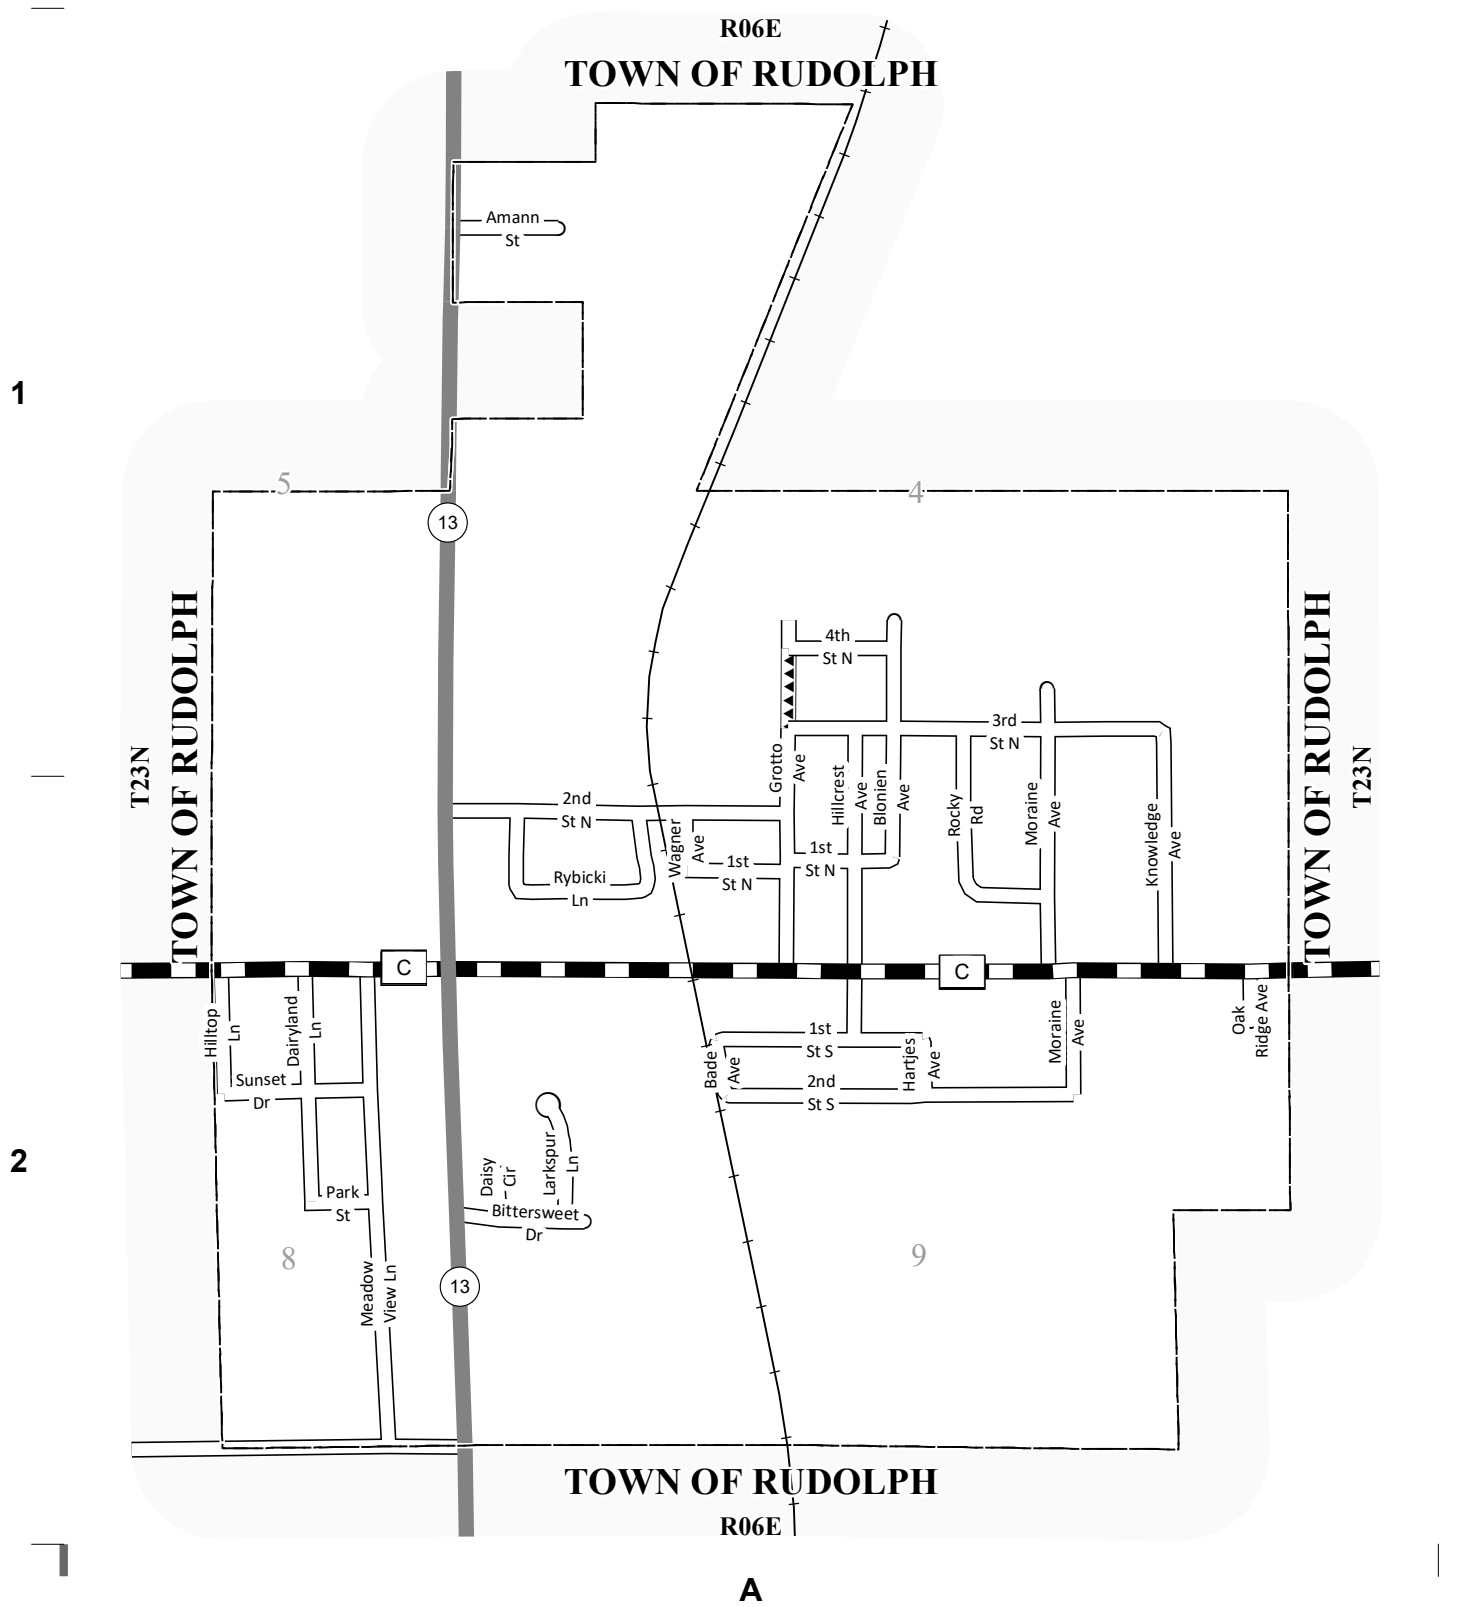 R06E
TOWN OF RUDOLPH
Amann
St
1
5
4
13
TOWN OF RUDOLPH
T23N
TOWN OF RUDOLPH
T23N
4th
St N
3rd
St N
Grotto
Ave
Hillcrest
Ave
Blonien
Ave
Rocky
Rd
Moraine
Ave
Knowledge
Ave
2nd
St N
Wagner
Ave
1st
St N
1st
St N
Rybicki
Ln
C
C
Hilltop
Ln
Dairyland
Ln
Sunset
Dr
1st
St S
Bade
Ave
Hartjes
Ave
2nd
St S
Moraine
Ave
Oak
Ridge Ave
2
Daisy
Cir
Larkspur
Ln
Bittersweet
Dr
Park
St
8
9
Meadow
View Ln
13
TOWN OF RUDOLPH
R06E
A